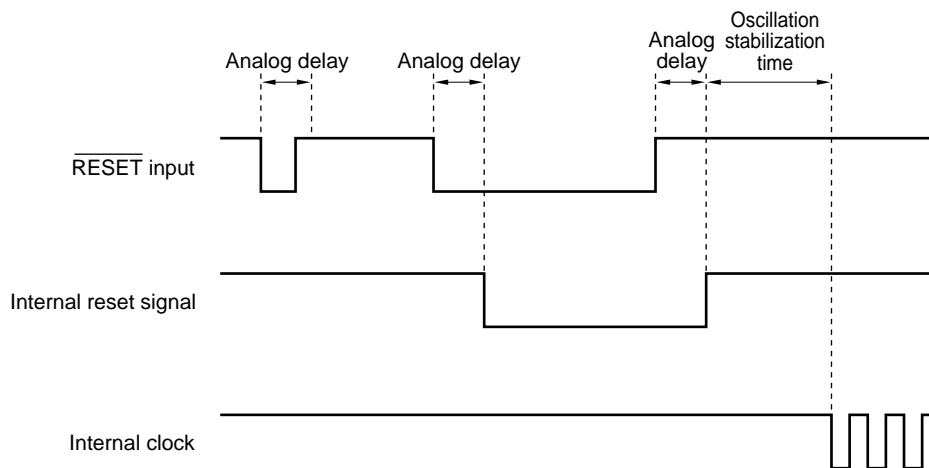 Oscillation
stabilization
time
Analog delay
Analog delay
Analog
delay
RESET input
Internal reset signal
Internal clock